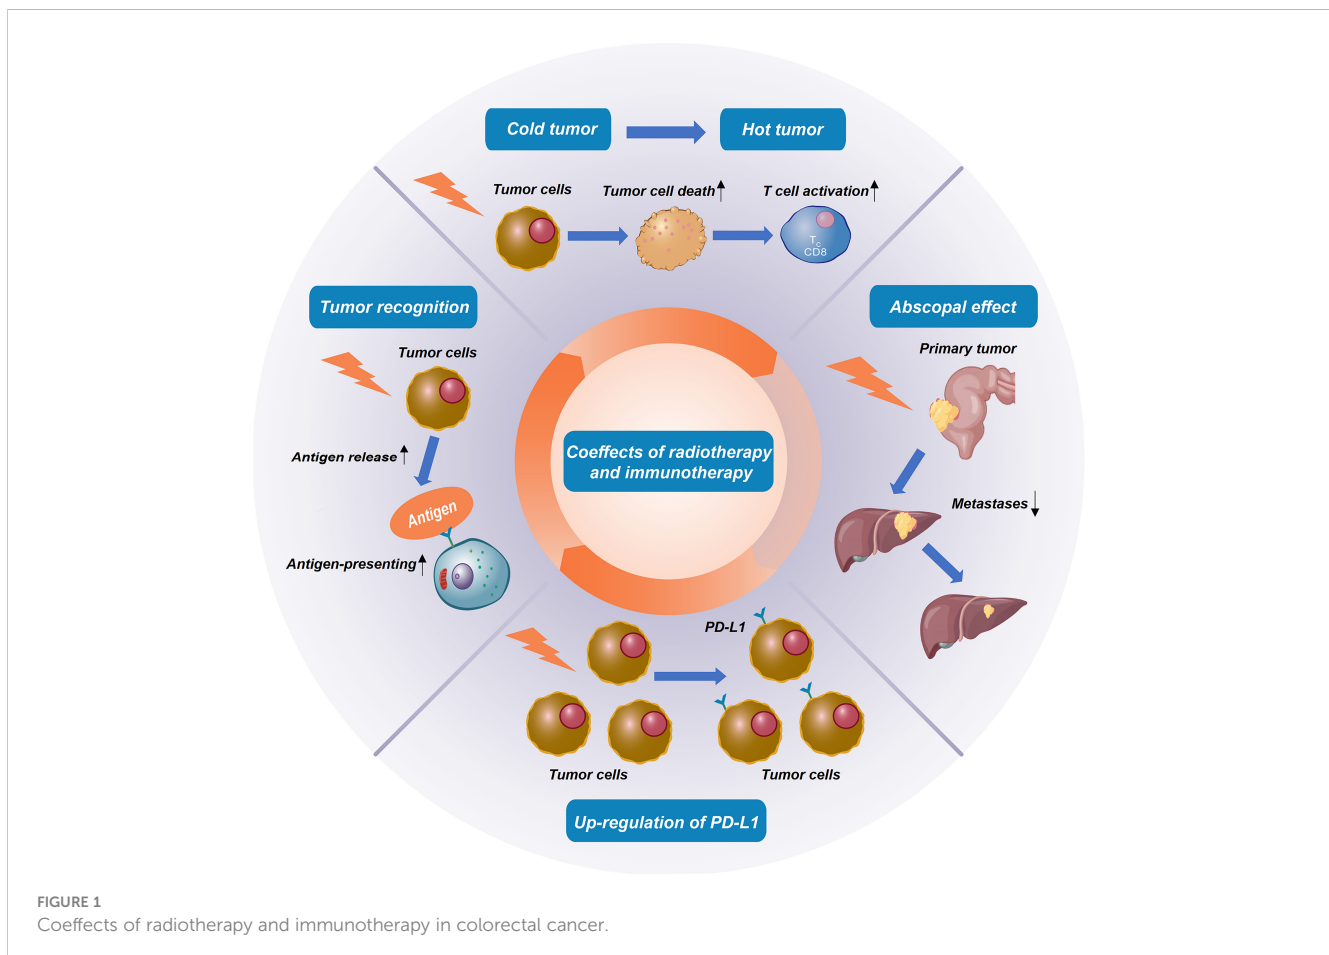 Cold tumor
Hot tumor
Tumor cells
Tumor cell death
T cell activation
Tc
CD8
Tumor recognition
Tumor cells
Antigen release
Antigen
Antigen-presenting
Abscopal effect
Primary tumor
Metastases
Coeffects of radiotherapy
and immunotherapy
PD-L1
Tumor cells
Tumor cells
Up-regulation of PD-L1
FIGURE 1
Coeffects of radiotherapy and immunotherapy in colorectal cancer.